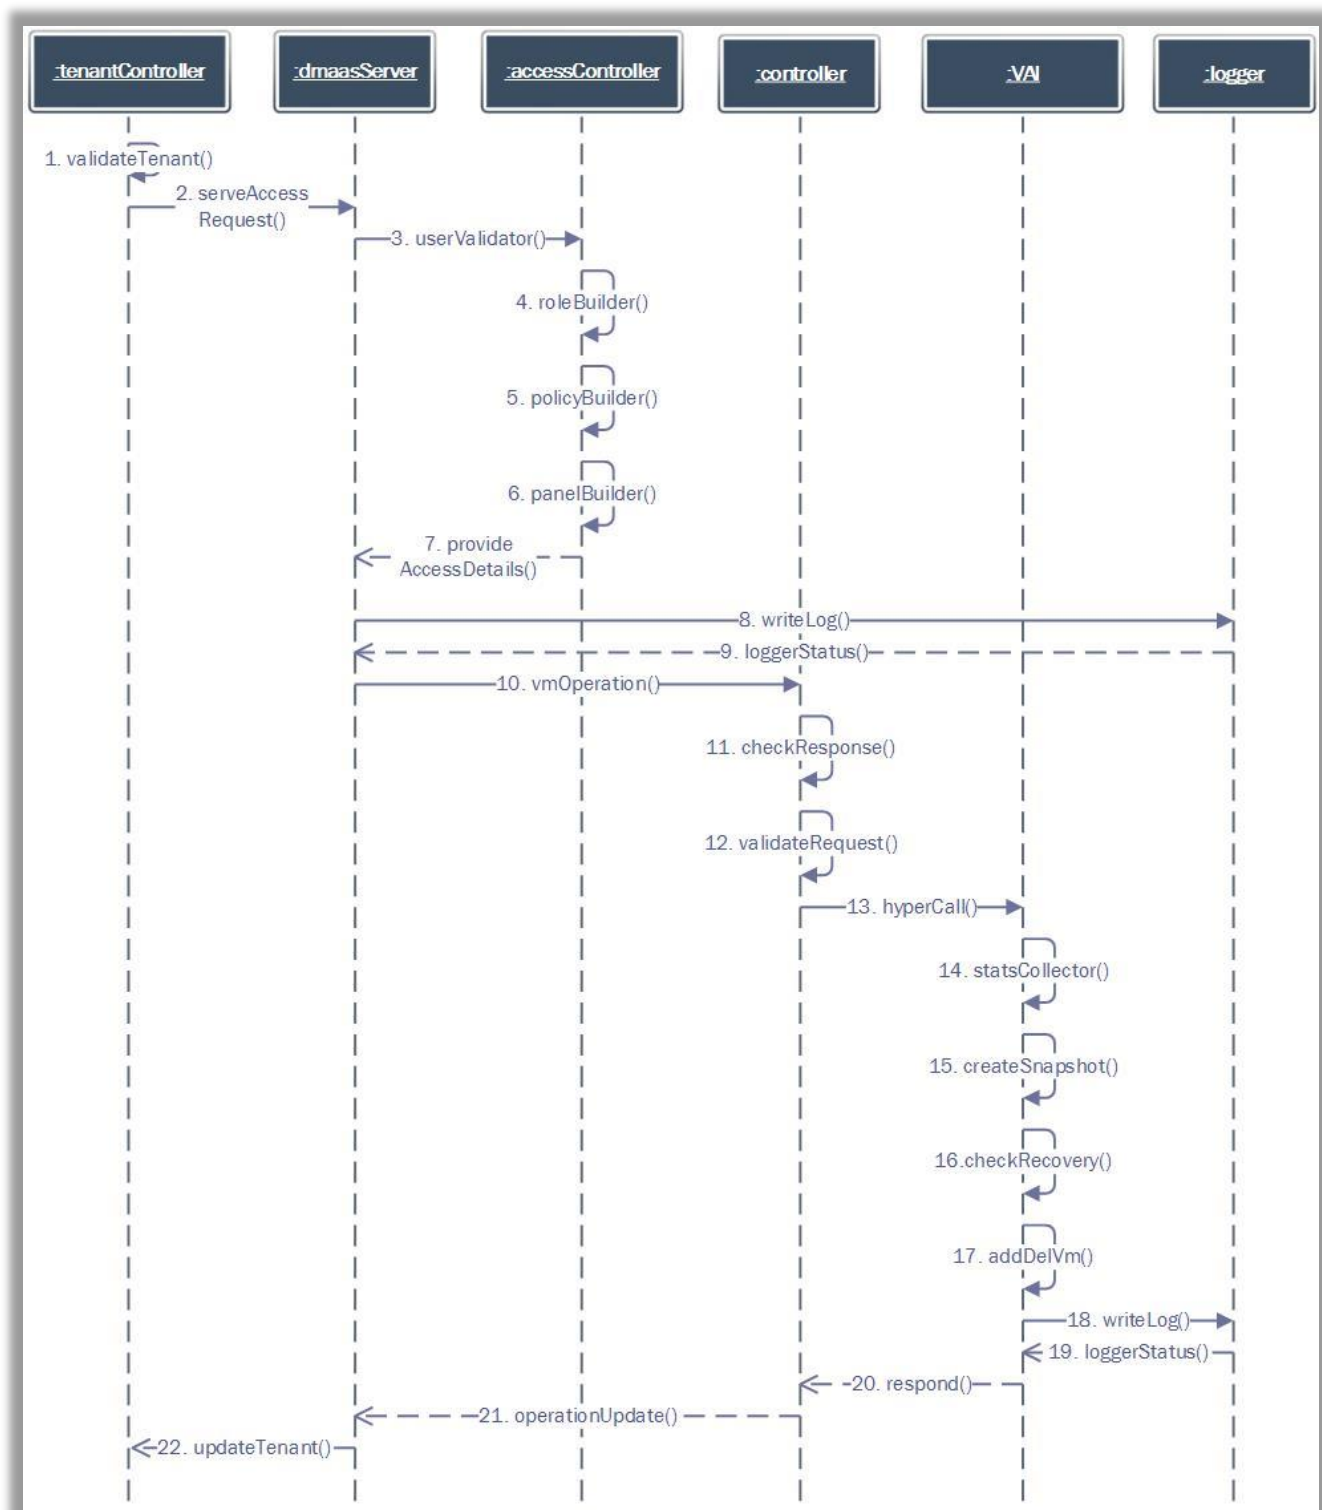 :tenantController
:dmaasServer
:accessController
:controller
:VAI
:logger
1. validateTenant()
2. serveAccess
Request()
3. userValidator()
4. roleBuilder()
5. policyBuilder()
6. panelBuilder()
7. provide
AccessDetails()
8. writeLog()
9. loggerStatus()
10. vmOperation()
11. checkResponse()
12. validateRequest()
13. hyperCall()
14. statsCollector()
15. createSnapshot()
16.checkRecovery()
17. addDelVm()
18. writeLog()
19. loggerStatus()
20. respond()
21. operationUpdate()
22. updateTenant()